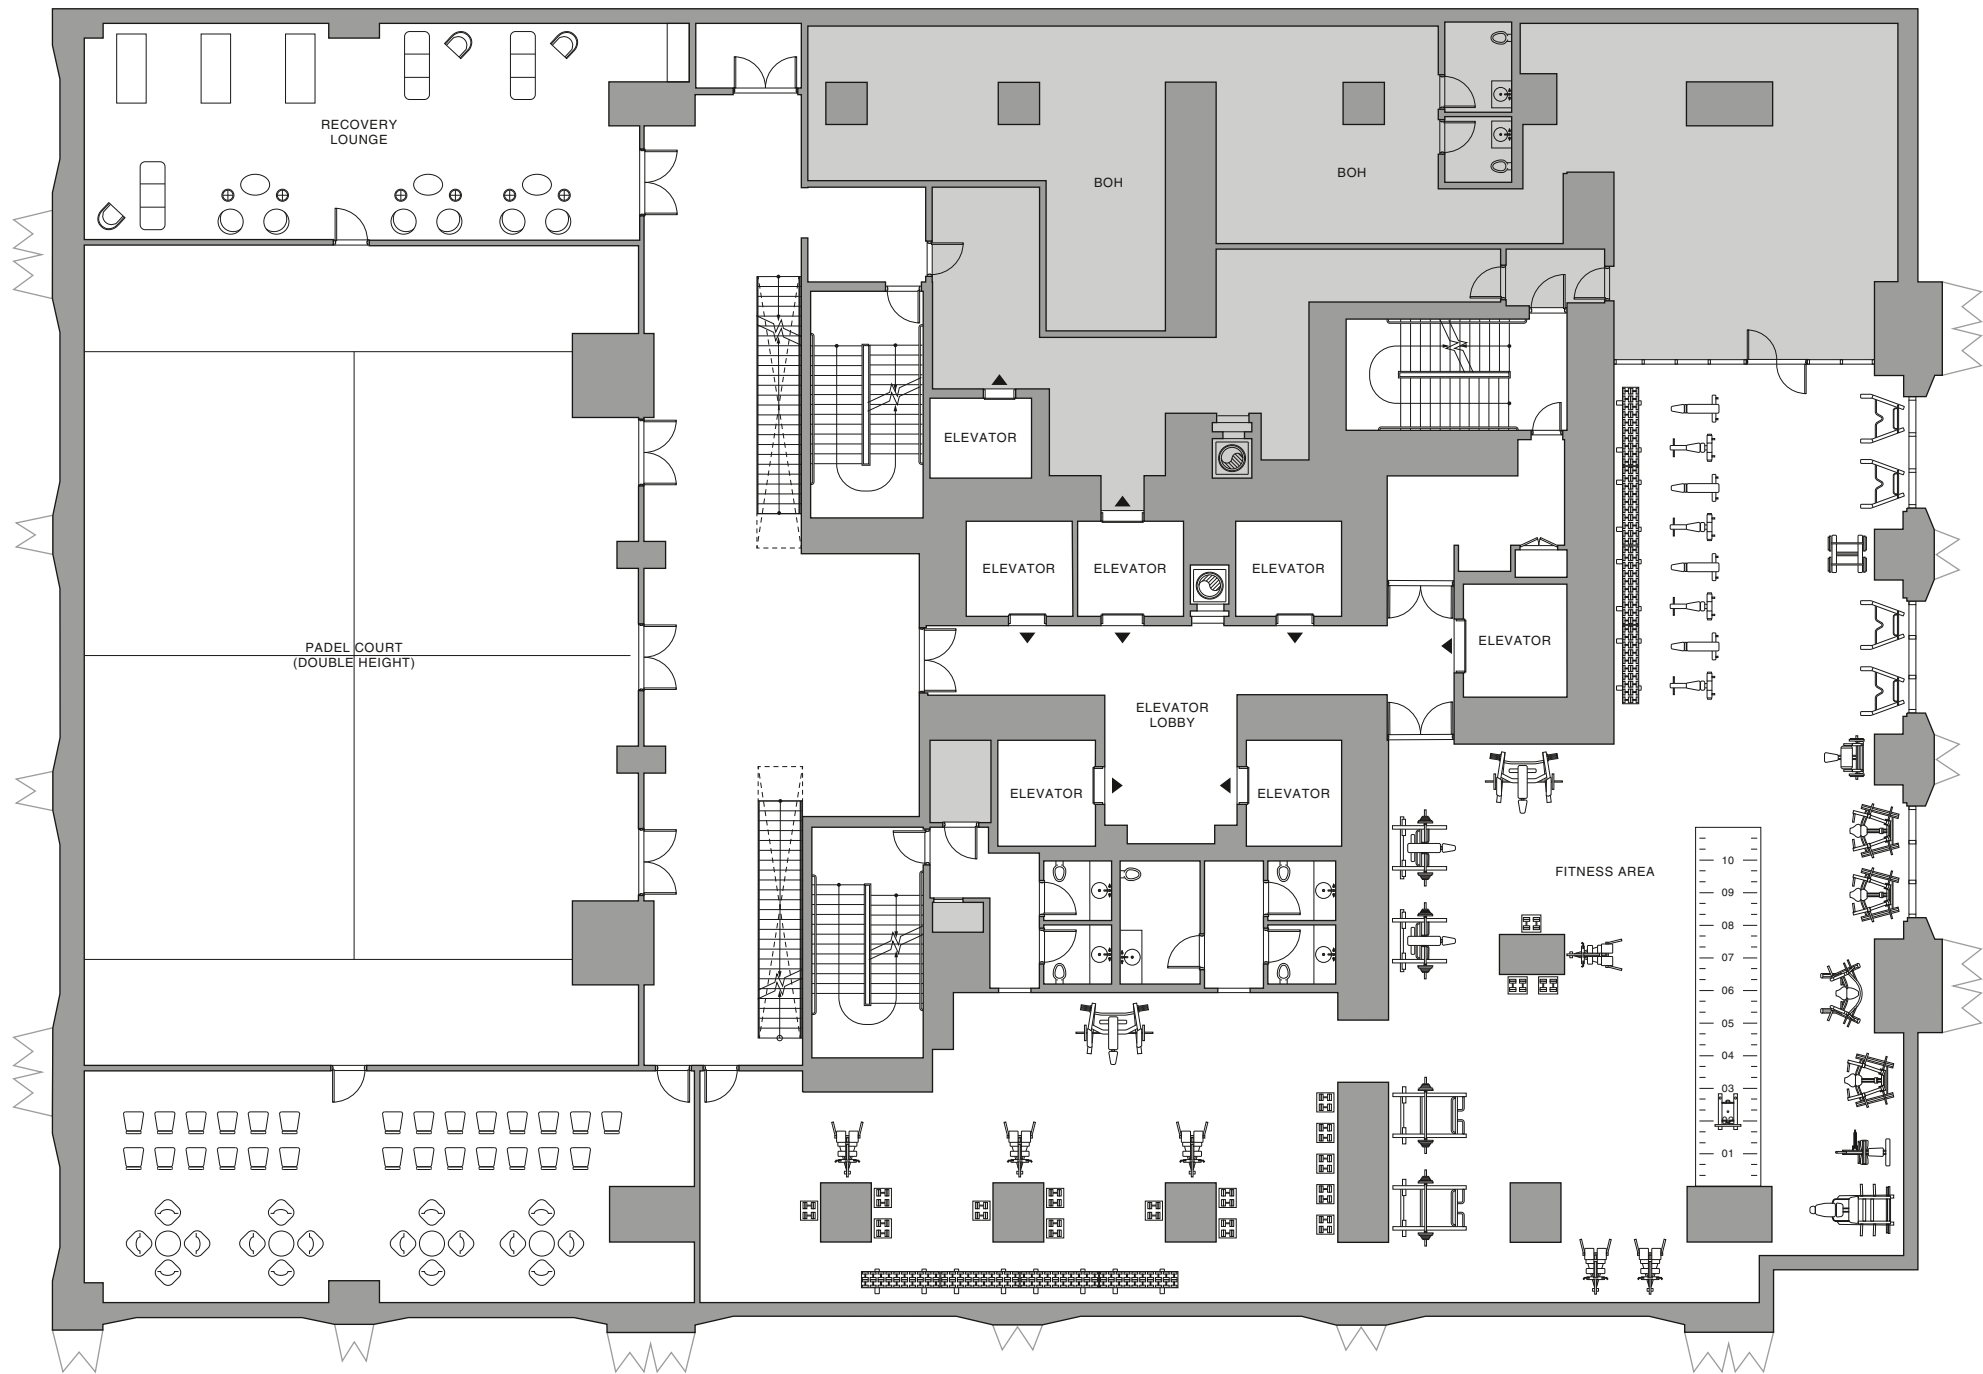 RECOVERY
LOUNGE
BOH
BOH
ELEVATOR
ELEVATOR
ELEVATOR
ELEVATOR
ELEVATOR
PADEL COURT
(DOUBLE HEIGHT)
ELEVATOR
LOBBY
ELEVATOR
ELEVATOR
FITNESS AREA
10
09
08
07
06
05
04
03
01